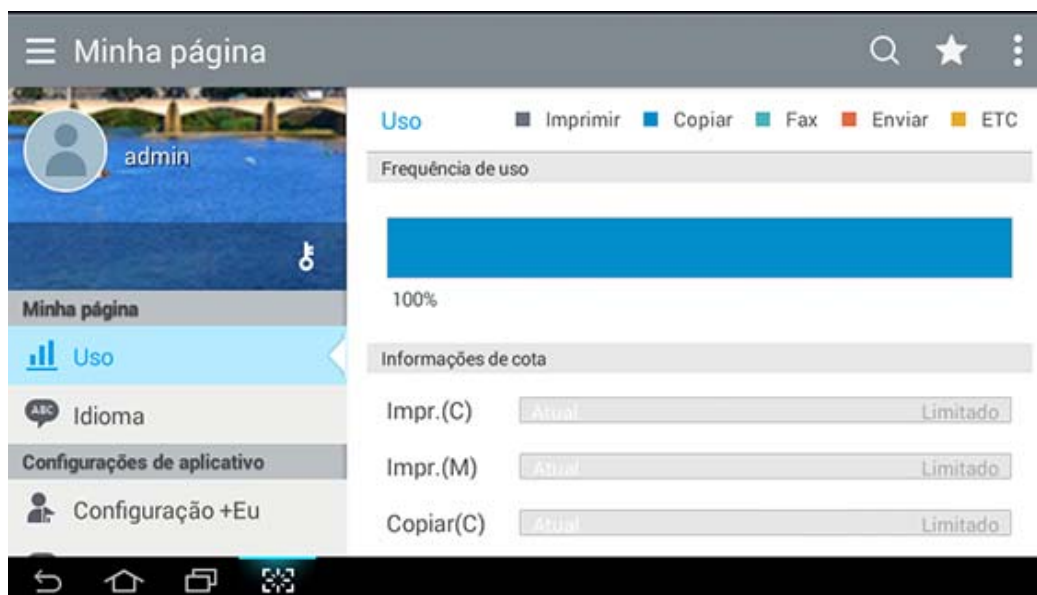 Minha página
admin
Minha página
Uso
Idioma
Configurações de aplicativo
Configuração +Eu
Uso Imprimir Copiar Fax Enviar ETC
Frequência de uso
100%
Informações de cota
Impr.(C) Atual Limitado
Impr.(M) Atual Limitado
Copiar(C) Atual Limitado
ABC